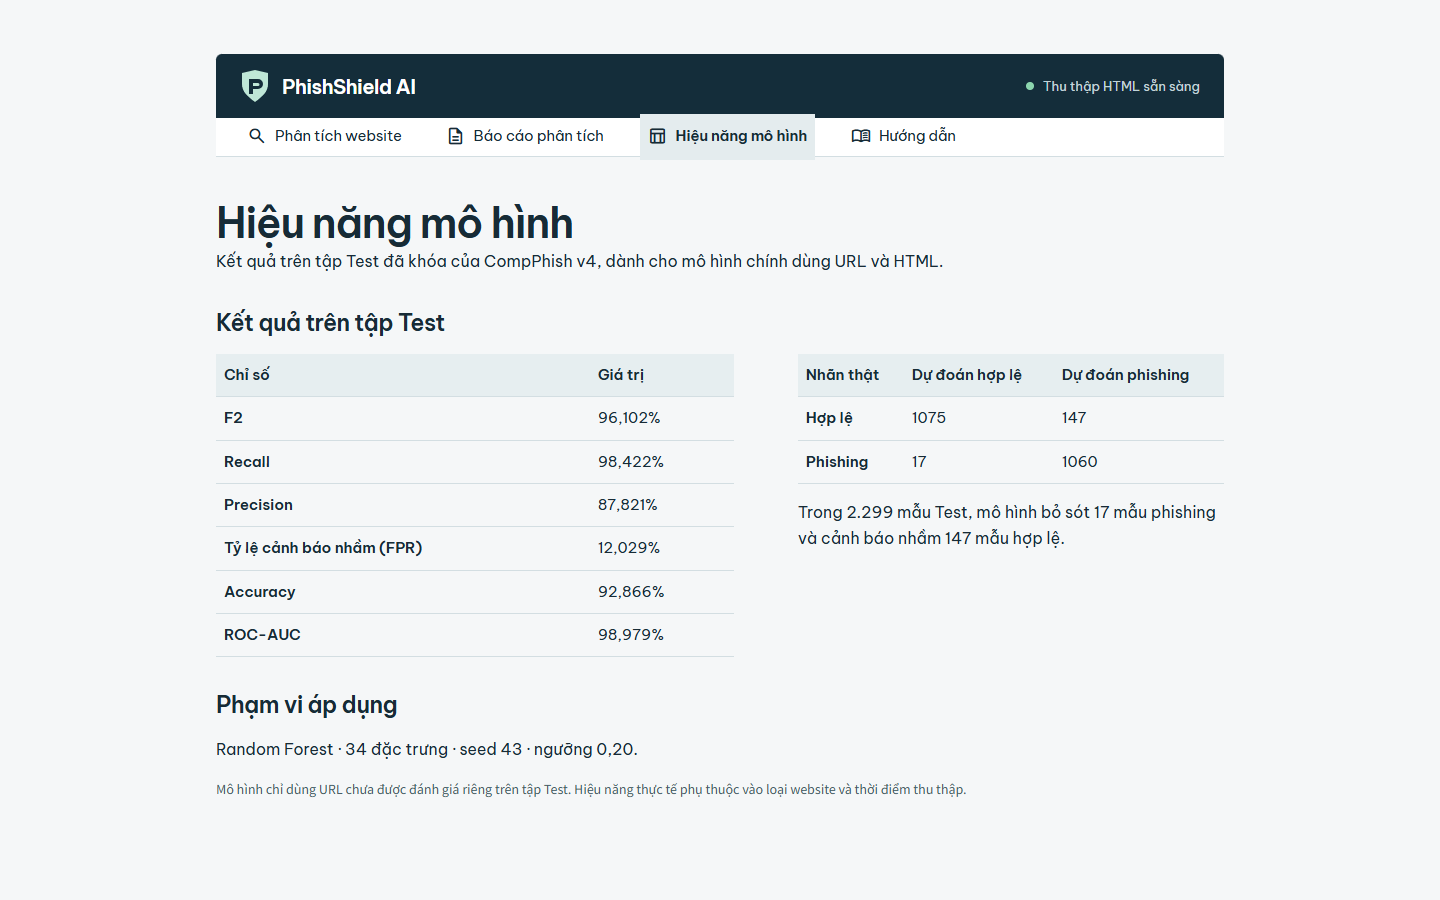 PhishShield AI
Thu thập HTML sẵn sàng
Phân tích website
Báo cáo phân tích
Hiệu năng mô hình
Hướng dẫn
Hiệu năng mô hình
Kết quả trên tập Test đã khóa của CompPhish v4, dành cho mô hình chính dùng URL và HTML.
Kết quả trên tập Test
Chỉ số Giá trị
F2 96,102%
Recall 98,422%
Precision 87,821%
Tỷ lệ cảnh báo nhầm (FPR) 12,029%
Accuracy 92,866%
ROC-AUC 98,979%
Nhãn thật Dự đoán hợp lệ Dự đoán phishing
Hợp lệ 1075 147
Phishing 17 1060
Trong 2.299 mẫu Test, mô hình bỏ sót 17 mẫu phishing
và cảnh báo nhầm 147 mẫu hợp lệ.
Phạm vi áp dụng
Random Forest · 34 đặc trưng · seed 43 · ngưỡng 0,20.
Mô hình chỉ dùng URL chưa được đánh giá riêng trên tập Test. Hiệu năng thực tế phụ thuộc vào loại website và thời điểm thu thập.